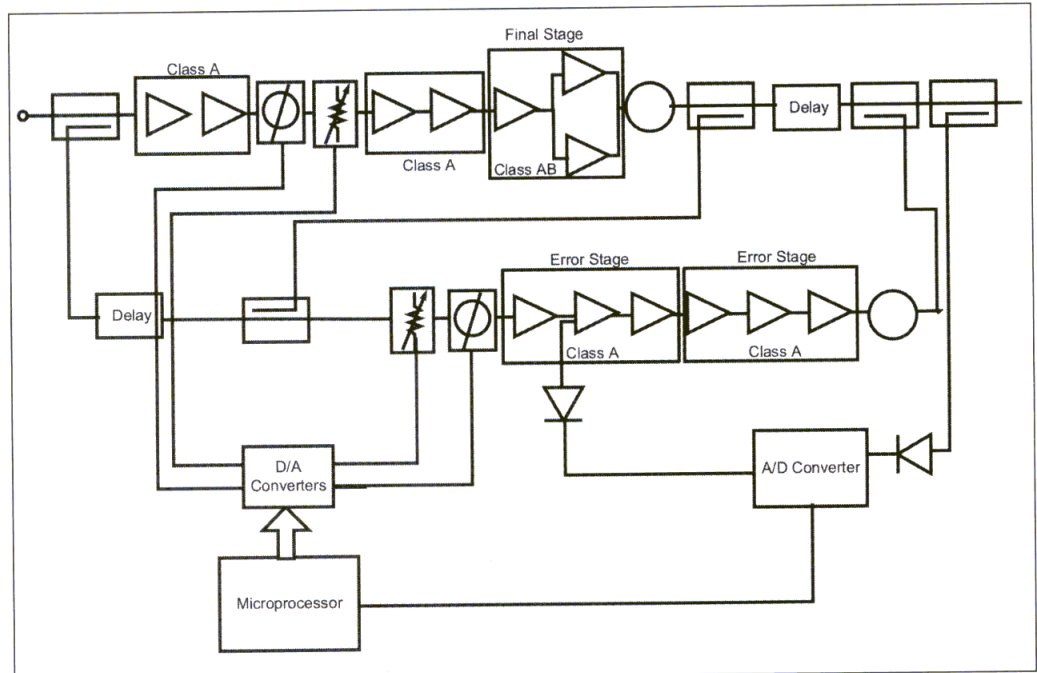 Final Stage
Class A
Delay
Class A
Class AB
Error Stage
Error Stage
Delay
Class A
Class A
D/A
Converters
A/D Converter
Microprocessor